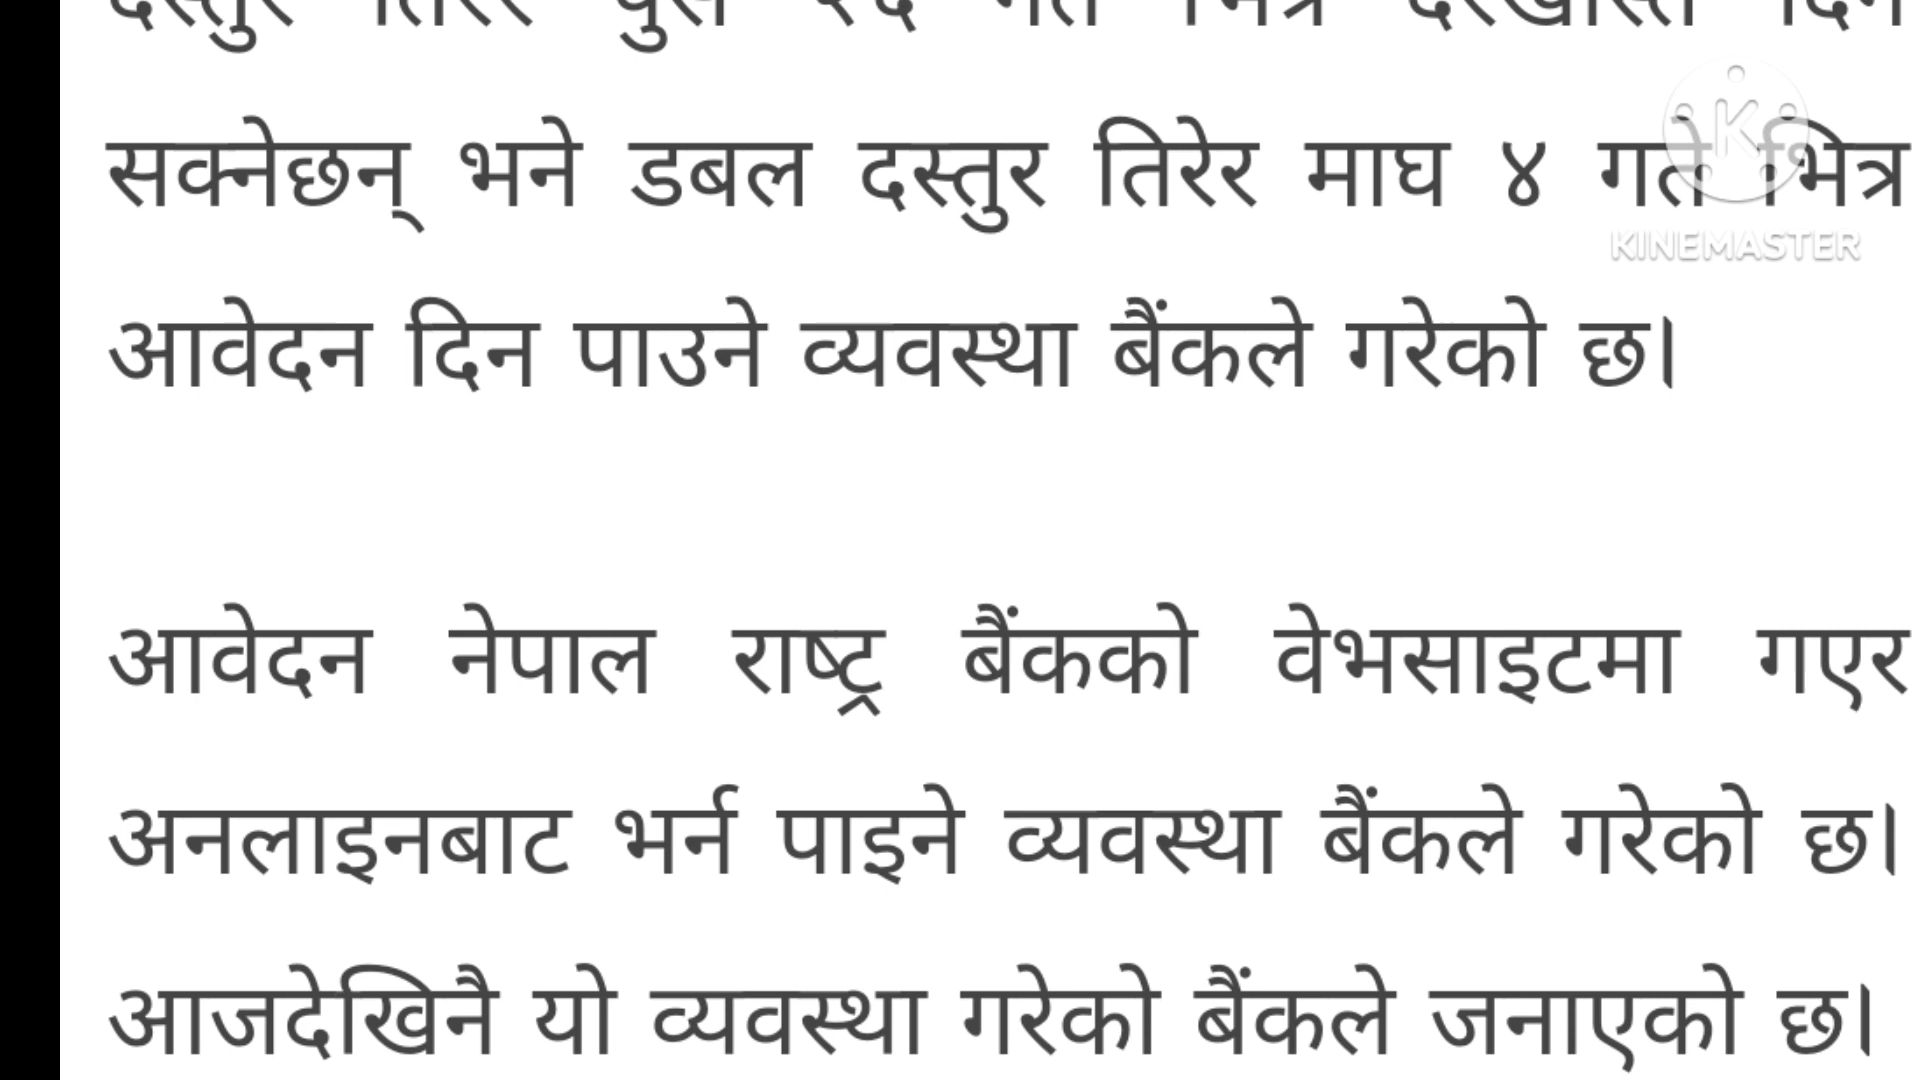 सक्नेछन् भने डबल दस्तुर तिरेर माघ ४ गते भित्र
KINEMASTER
आवेदन दिन पाउने व्यवस्था बैंकले गरेको छ।
आवेदन नेपाल राष्ट्र बैंकको वेभसाइटमा गएर
अनलाइनबाट भर्न पाइने व्यवस्था बैंकले गरेको छ।
आजदेखिनै यो व्यवस्था गरेको बैंकले जनाएको छ।